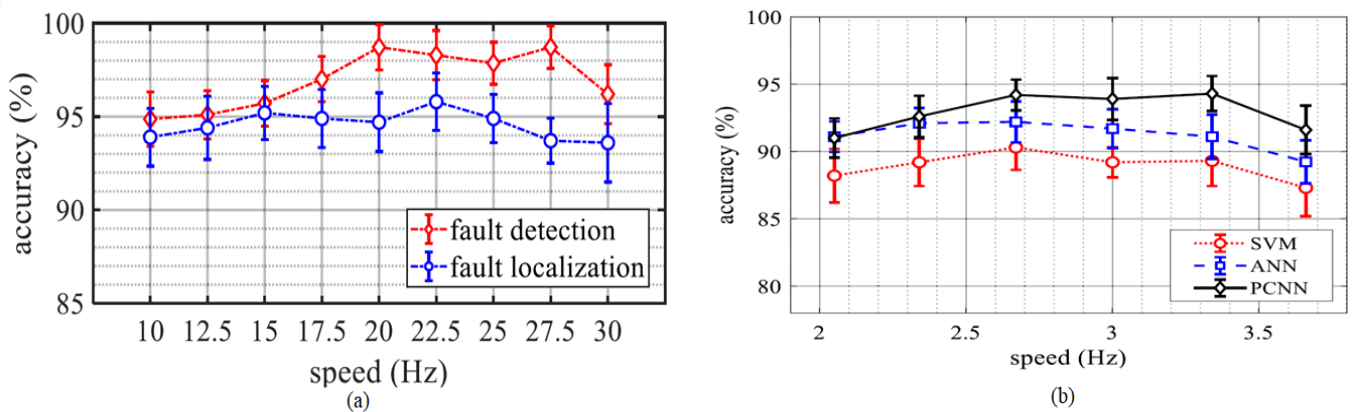 100
95
90
85
accuracy (%)
fault detection
fault localization
10 12.5 15 17.5 20 22.5 25 27.5 30
speed (Hz)
(a)
100
95
90
85
80
accuracy (%)
SVM
ANN
PCNN
2 2.5 3 3.5
speed (Hz)
(b)